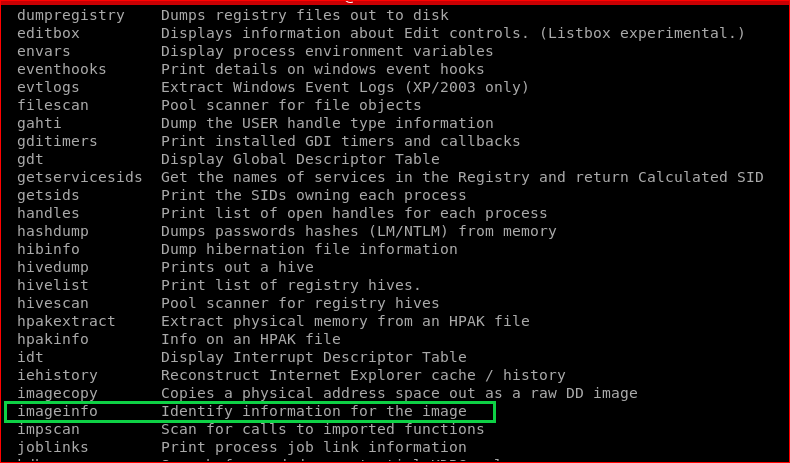 dumpregistry Dumps registry files out to disk
editbox Displays information about Edit controls. (Listbox experimental.)
envars Display process environment variables
eventhooks Print details on windows event hooks
evtlogs Extract Windows Event Logs (XP/2003 only)
filescan Pool scanner for file objects
gahti Dump the USER handle type information
gditimers Print installed GDI timers and callbacks
gdt Display Global Descriptor Table
getservicesids Get the names of services in the Registry and return Calculated SID
getsids Print the SIDs owning each process
handles Print list of open handles for each process
hashdump Dumps passwords hashes (LM/NTLM) from memory
hibinfo Dump hibernation file information
hivedump Prints out a hive
hivelist Print list of registry hives.
hivescan Pool scanner for registry hives
hpakextract Extract physical memory from an HPAK file
hpakinfo Info on an HPAK file
idt Display Interrupt Descriptor Table
iehistory Reconstruct Internet Explorer cache / history
imagecopy Copies a physical address space out as a raw DD image
imageinfo Identify information for the image
impscan Scan for calls to imported functions
joblinks Print process job link information